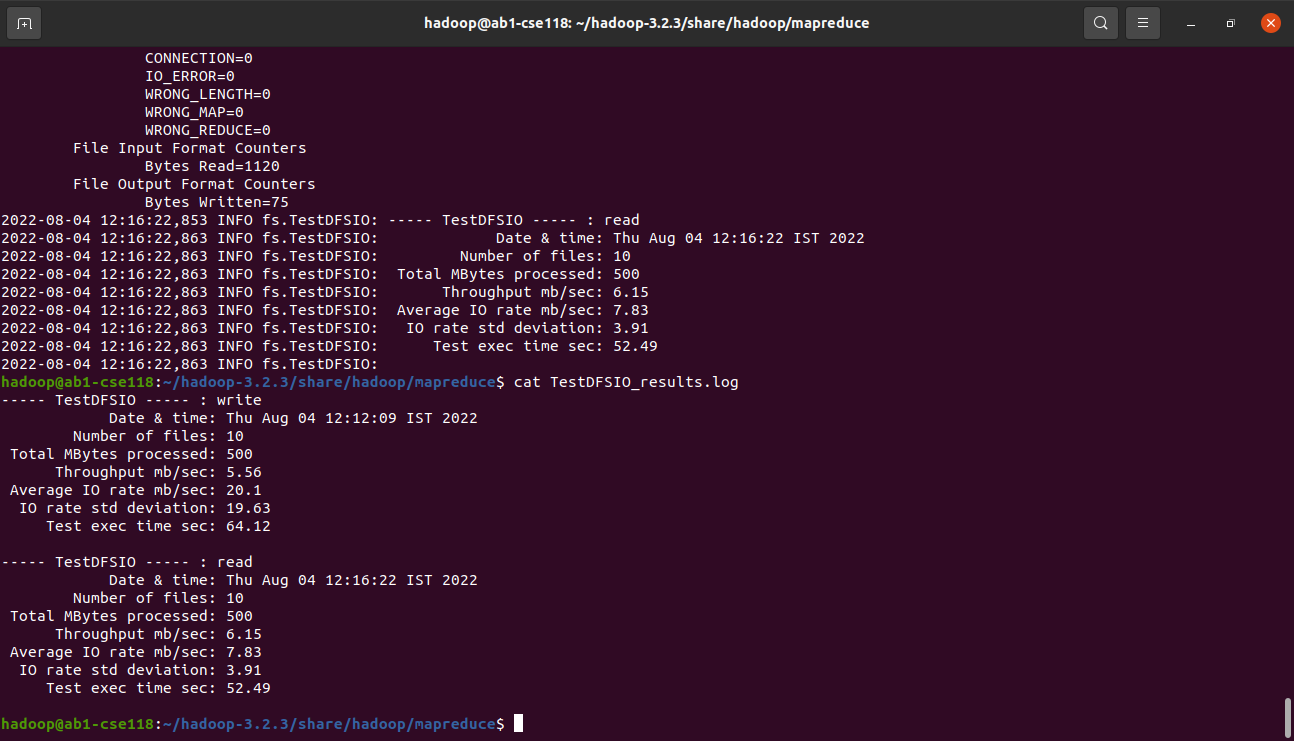 hadoop@ab1-cse118: ~/hadoop-3.2.3/share/hadoop/mapreduce
CONNECTION=0
IO_ERROR=0
WRONG_LENGTH=0
WRONG_MAP=0
WRONG_REDUCE=0
File Input Format Counters
Bytes Read=1120
File Output Format Counters
Bytes Written=75
2022-08-04 12:16:22,853 INFO fs.TestDFSIO: ----- TestDFSIO ----- : read
2022-08-04 12:16:22,863 INFO fs.TestDFSIO:             Date & time: Thu Aug 04 12:16:22 IST 2022
2022-08-04 12:16:22,863 INFO fs.TestDFSIO:         Number of files: 10
2022-08-04 12:16:22,863 INFO fs.TestDFSIO:  Total MBytes processed: 500
2022-08-04 12:16:22,863 INFO fs.TestDFSIO:       Throughput mb/sec: 6.15
2022-08-04 12:16:22,863 INFO fs.TestDFSIO:  Average IO rate mb/sec: 7.83
2022-08-04 12:16:22,863 INFO fs.TestDFSIO:   IO rate std deviation: 3.91
2022-08-04 12:16:22,863 INFO fs.TestDFSIO:      Test exec time sec: 52.49
2022-08-04 12:16:22,863 INFO fs.TestDFSIO:
hadoop@ab1-cse118:~/hadoop-3.2.3/share/hadoop/mapreduce$ cat TestDFSIO_results.log
----- TestDFSIO ----- : write
            Date & time: Thu Aug 04 12:12:09 IST 2022
        Number of files: 10
 Total MBytes processed: 500
      Throughput mb/sec: 5.56
 Average IO rate mb/sec: 20.1
  IO rate std deviation: 19.63
     Test exec time sec: 64.12
----- TestDFSIO ----- : read
            Date & time: Thu Aug 04 12:16:22 IST 2022
        Number of files: 10
 Total MBytes processed: 500
      Throughput mb/sec: 6.15
 Average IO rate mb/sec: 7.83
  IO rate std deviation: 3.91
     Test exec time sec: 52.49
hadoop@ab1-cse118:~/hadoop-3.2.3/share/hadoop/mapreduce$